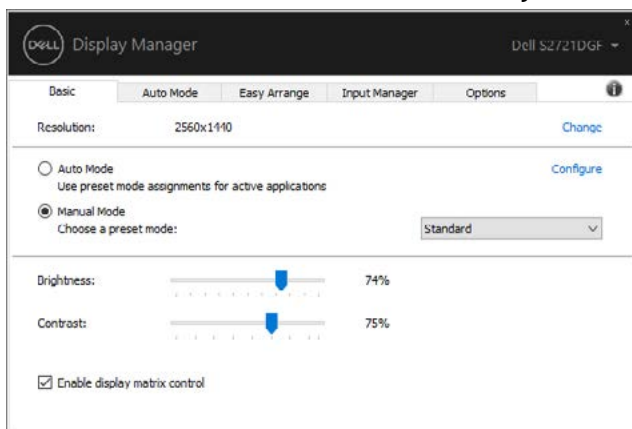 DELL Display Manager Dell S2721DGF
Basic Auto Mode Easy Arrange Input Manager Options
Resolution: 2560x1440 Change
Auto Mode Configure
Use preset mode assignments for active applications
Manual Mode
Choose a preset mode: Standard
Brightness: 74%
Contrast: 75%
Enable display matrix control